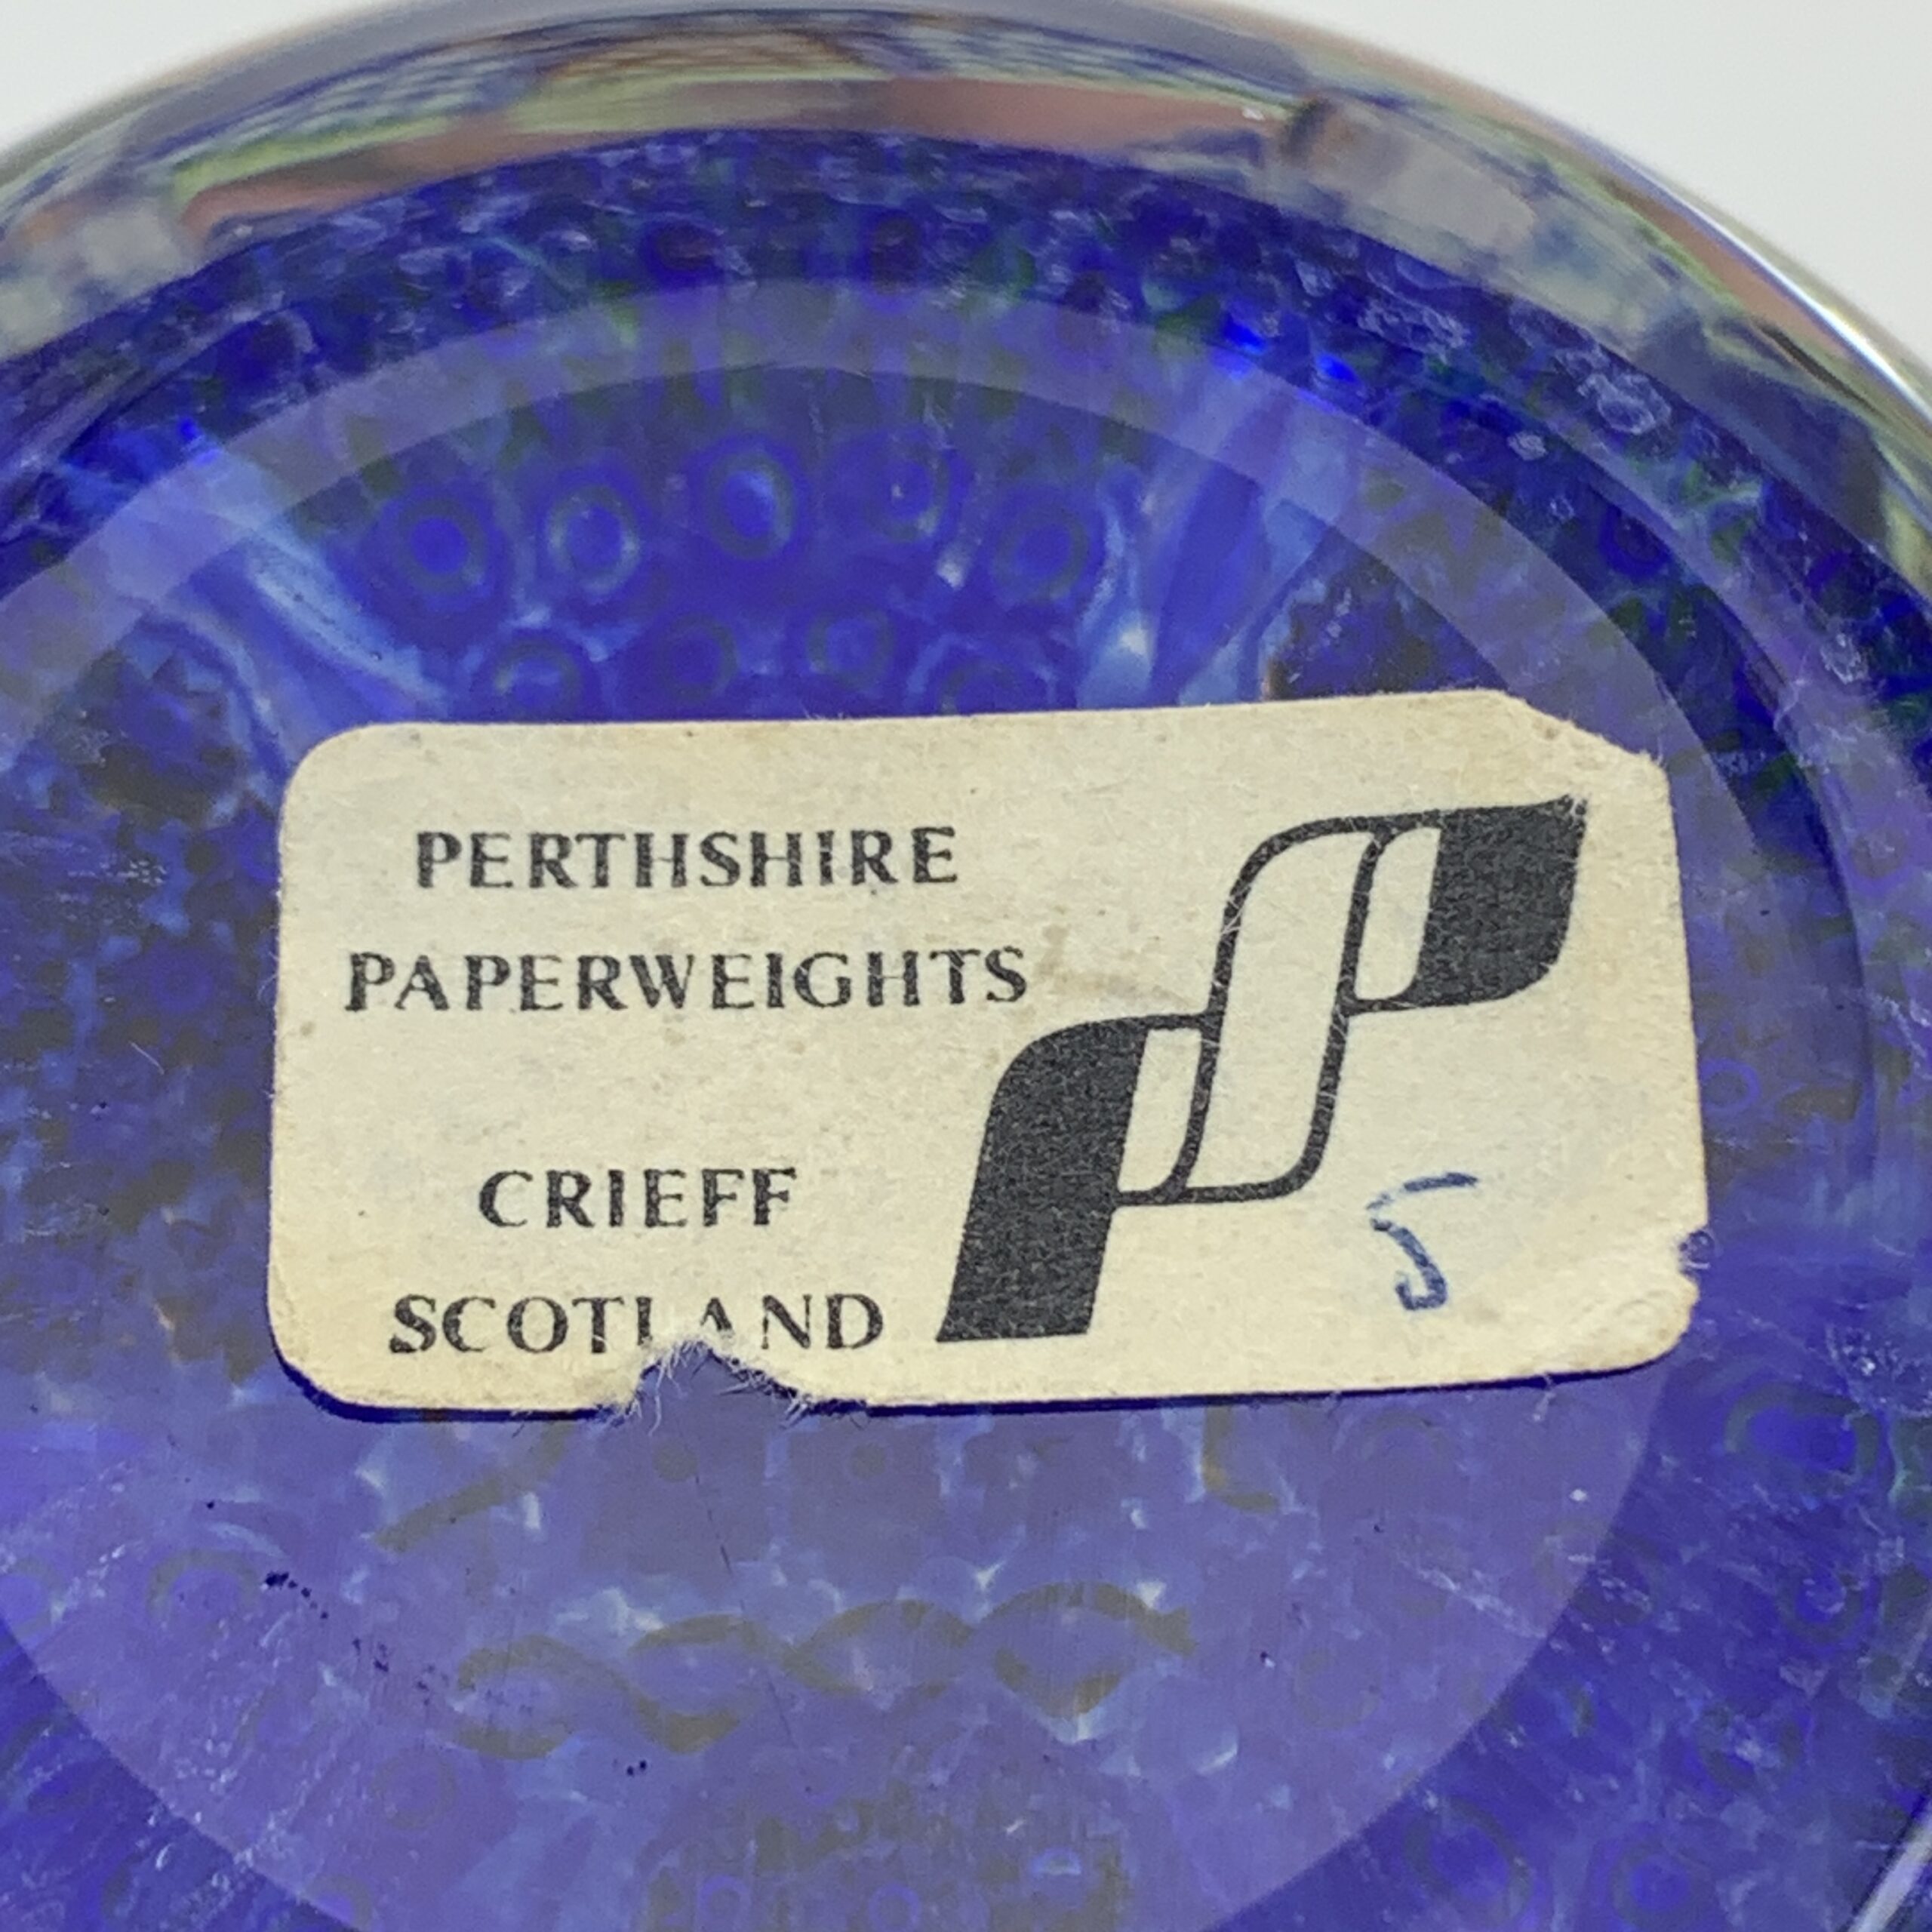 PERTHSHIRE
PAPERWEIGHTS
CRIEFF
SCOTLAND
5